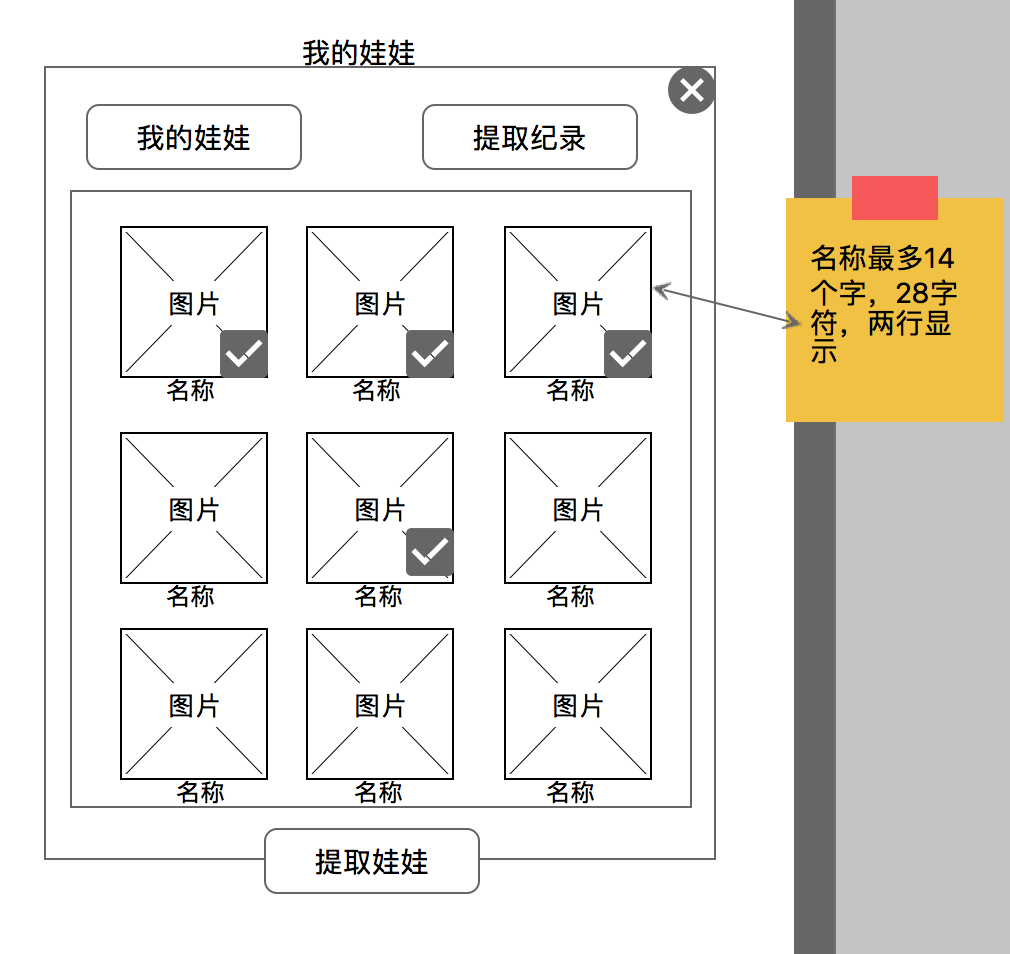 我的娃娃
我的娃娃
提取纪录
图片
图片
图片
名称
名称
名称
图片
图片
图片
名称
名称
名称
图片
图片
图片
名称
名称
名称
提取娃娃
名称最多14
个字，28字
符，两行显
示